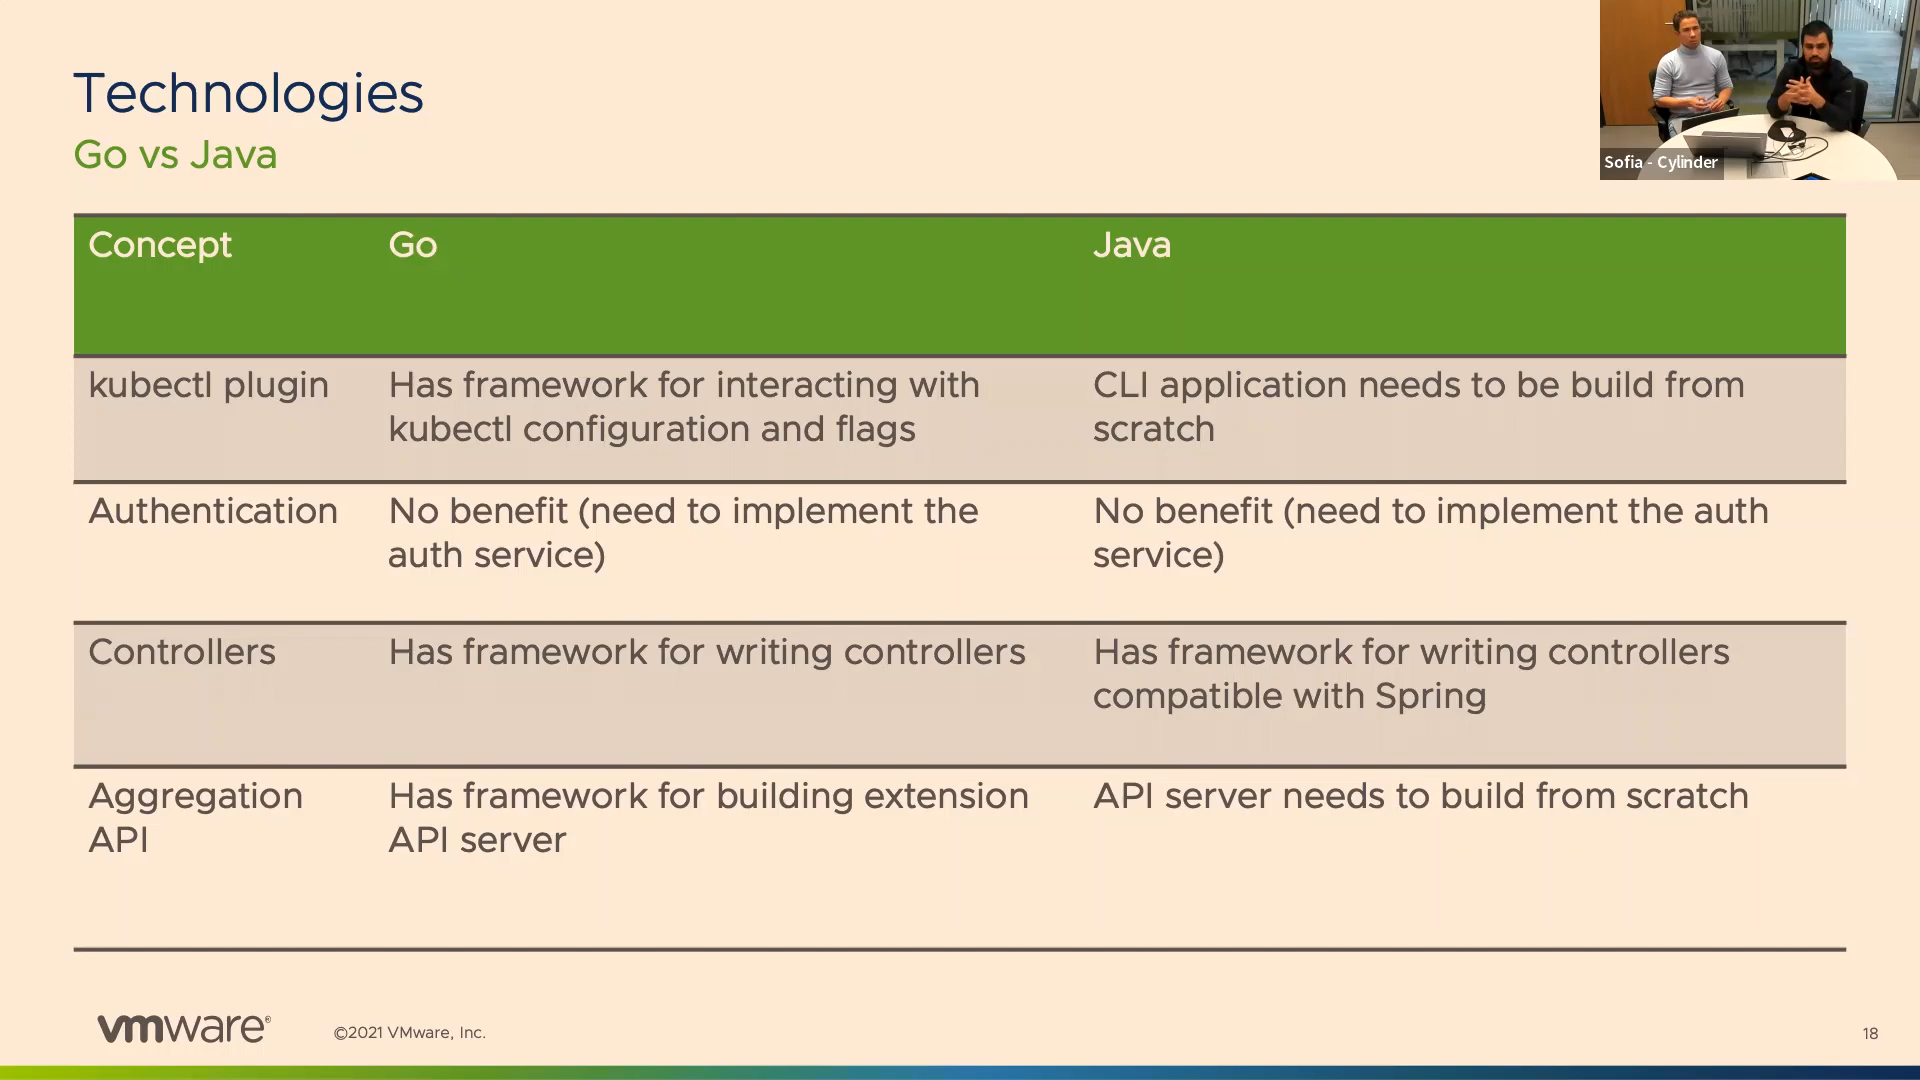 Technologies
Go vs Java
Sofia - Cylinder
Concept
Go
Java
kubectl plugin
Has framework for interacting with
kubectl configuration and flags
CLI application needs to be build from
scratch
Authentication
No benefit (need to implement the
auth service)
No benefit (need to implement the auth
service)
Controllers
Has framework for writing controllers
Has framework for writing controllers
compatible with Spring
Aggregation
API
Has framework for building extension
API server
API server needs to build from scratch
vmware®
©2021 VMware, Inc.
18